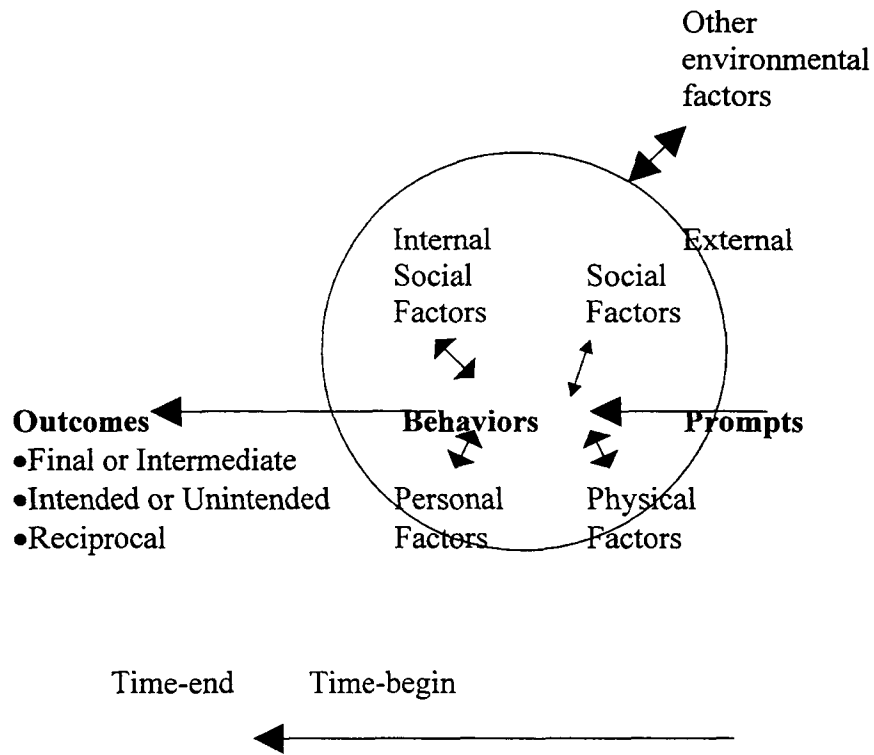 Other
environmental
factors
Internal
Social
Factors
Social
Factors
External
Outcomes
•Final or Intermediate
•Intended or Unintended
•Reciprocal
Behaviors
Prompts
Personal
Factors
Physical
Factors
Time-end Time-begin